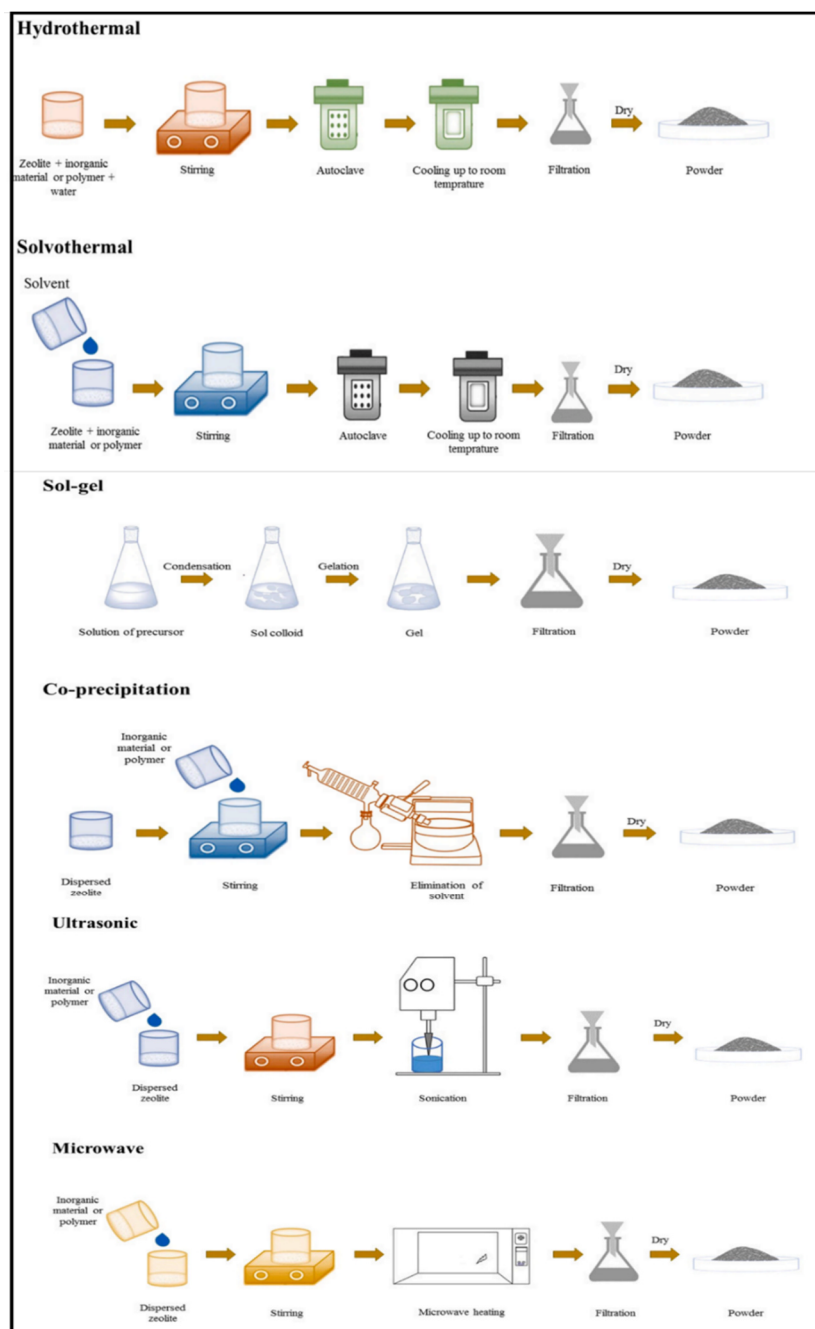 Hydrothermal
Dry
Zeolite + inorganic
material or polymer +
water
Stirring
Autoclave
Cooling up to room
temprature
Filtration
Powder
Solvothermal
Solvent
Dry
Zeolite + inorganic
material or polymer
Stirring
Autoclave
Cooling up to room
temprature
Filtration
Powder
Sol-gel
Condensation
Gelation
Dry
Solution of precursor
Sol colloid
Gel
Filtration
Powder
Co-precipitation
Inorganic
material or
polymer
Dry
Dispersed
zeolite
Stirring
Elimination of
solvent
Filtration
Powder
Ultrasonic
Inorganic
material or
polymer
Dry
Dispersed
zeolite
Stirring
Sonication
Filtration
Powder
Microwave
Inorganic
material or
polymer
Dry
Dispersed
zeolite
Stirring
Microwave heating
Filtration
Powder